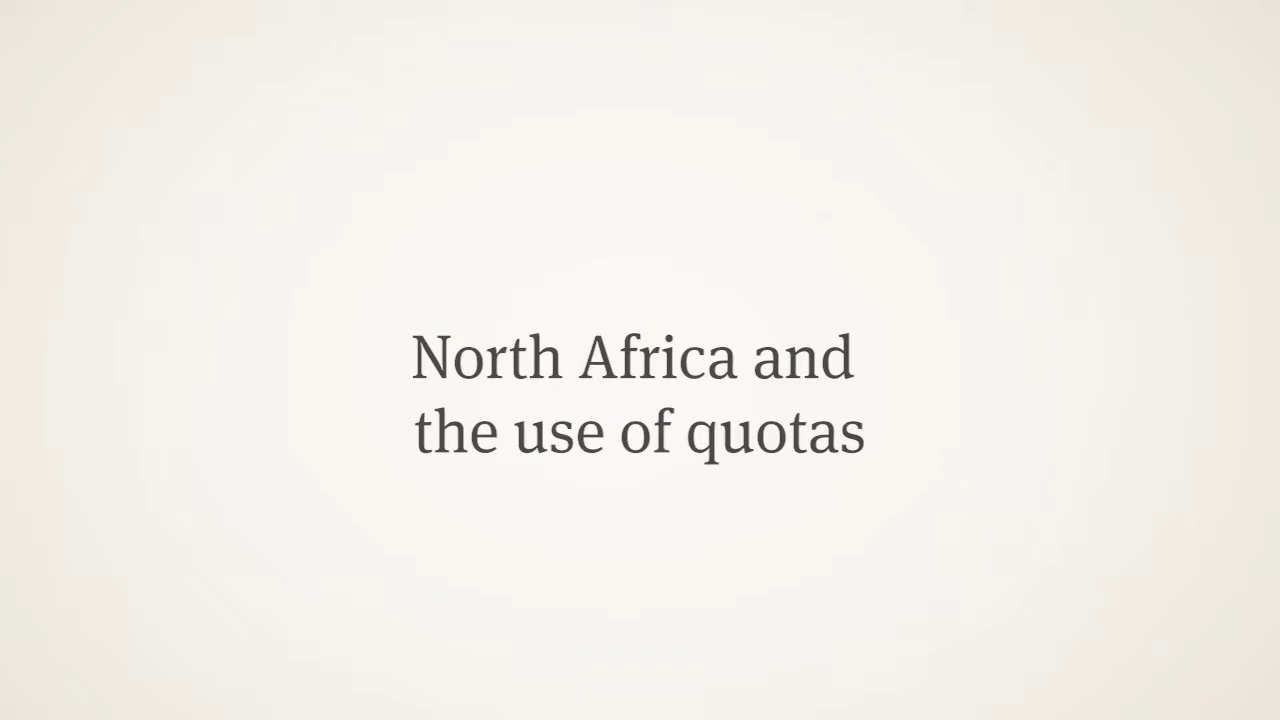 North Africa and
the use of quotas